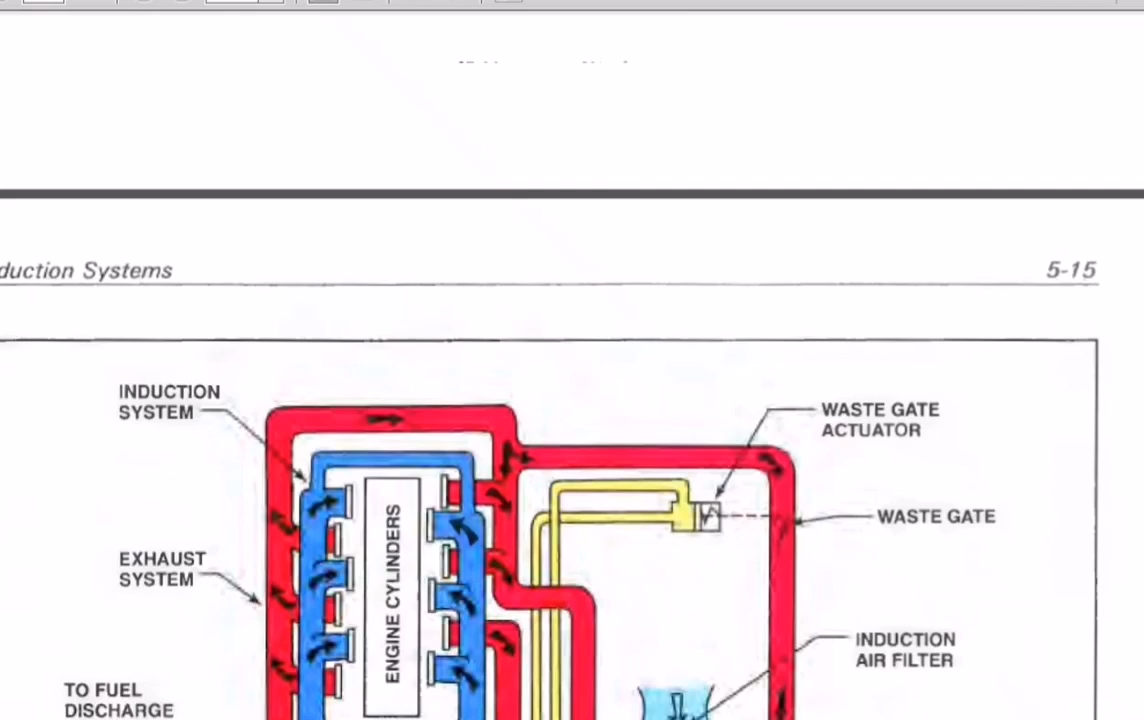 duction Systems
5-15
INDUCTION
SYSTEM
WASTE GATE
ACTUATOR
WASTE GATE
EXHAUST
SYSTEM
ENGINE CYLINDERS
INDUCTION
AIR FILTER
TO FUEL
DISCHARGE